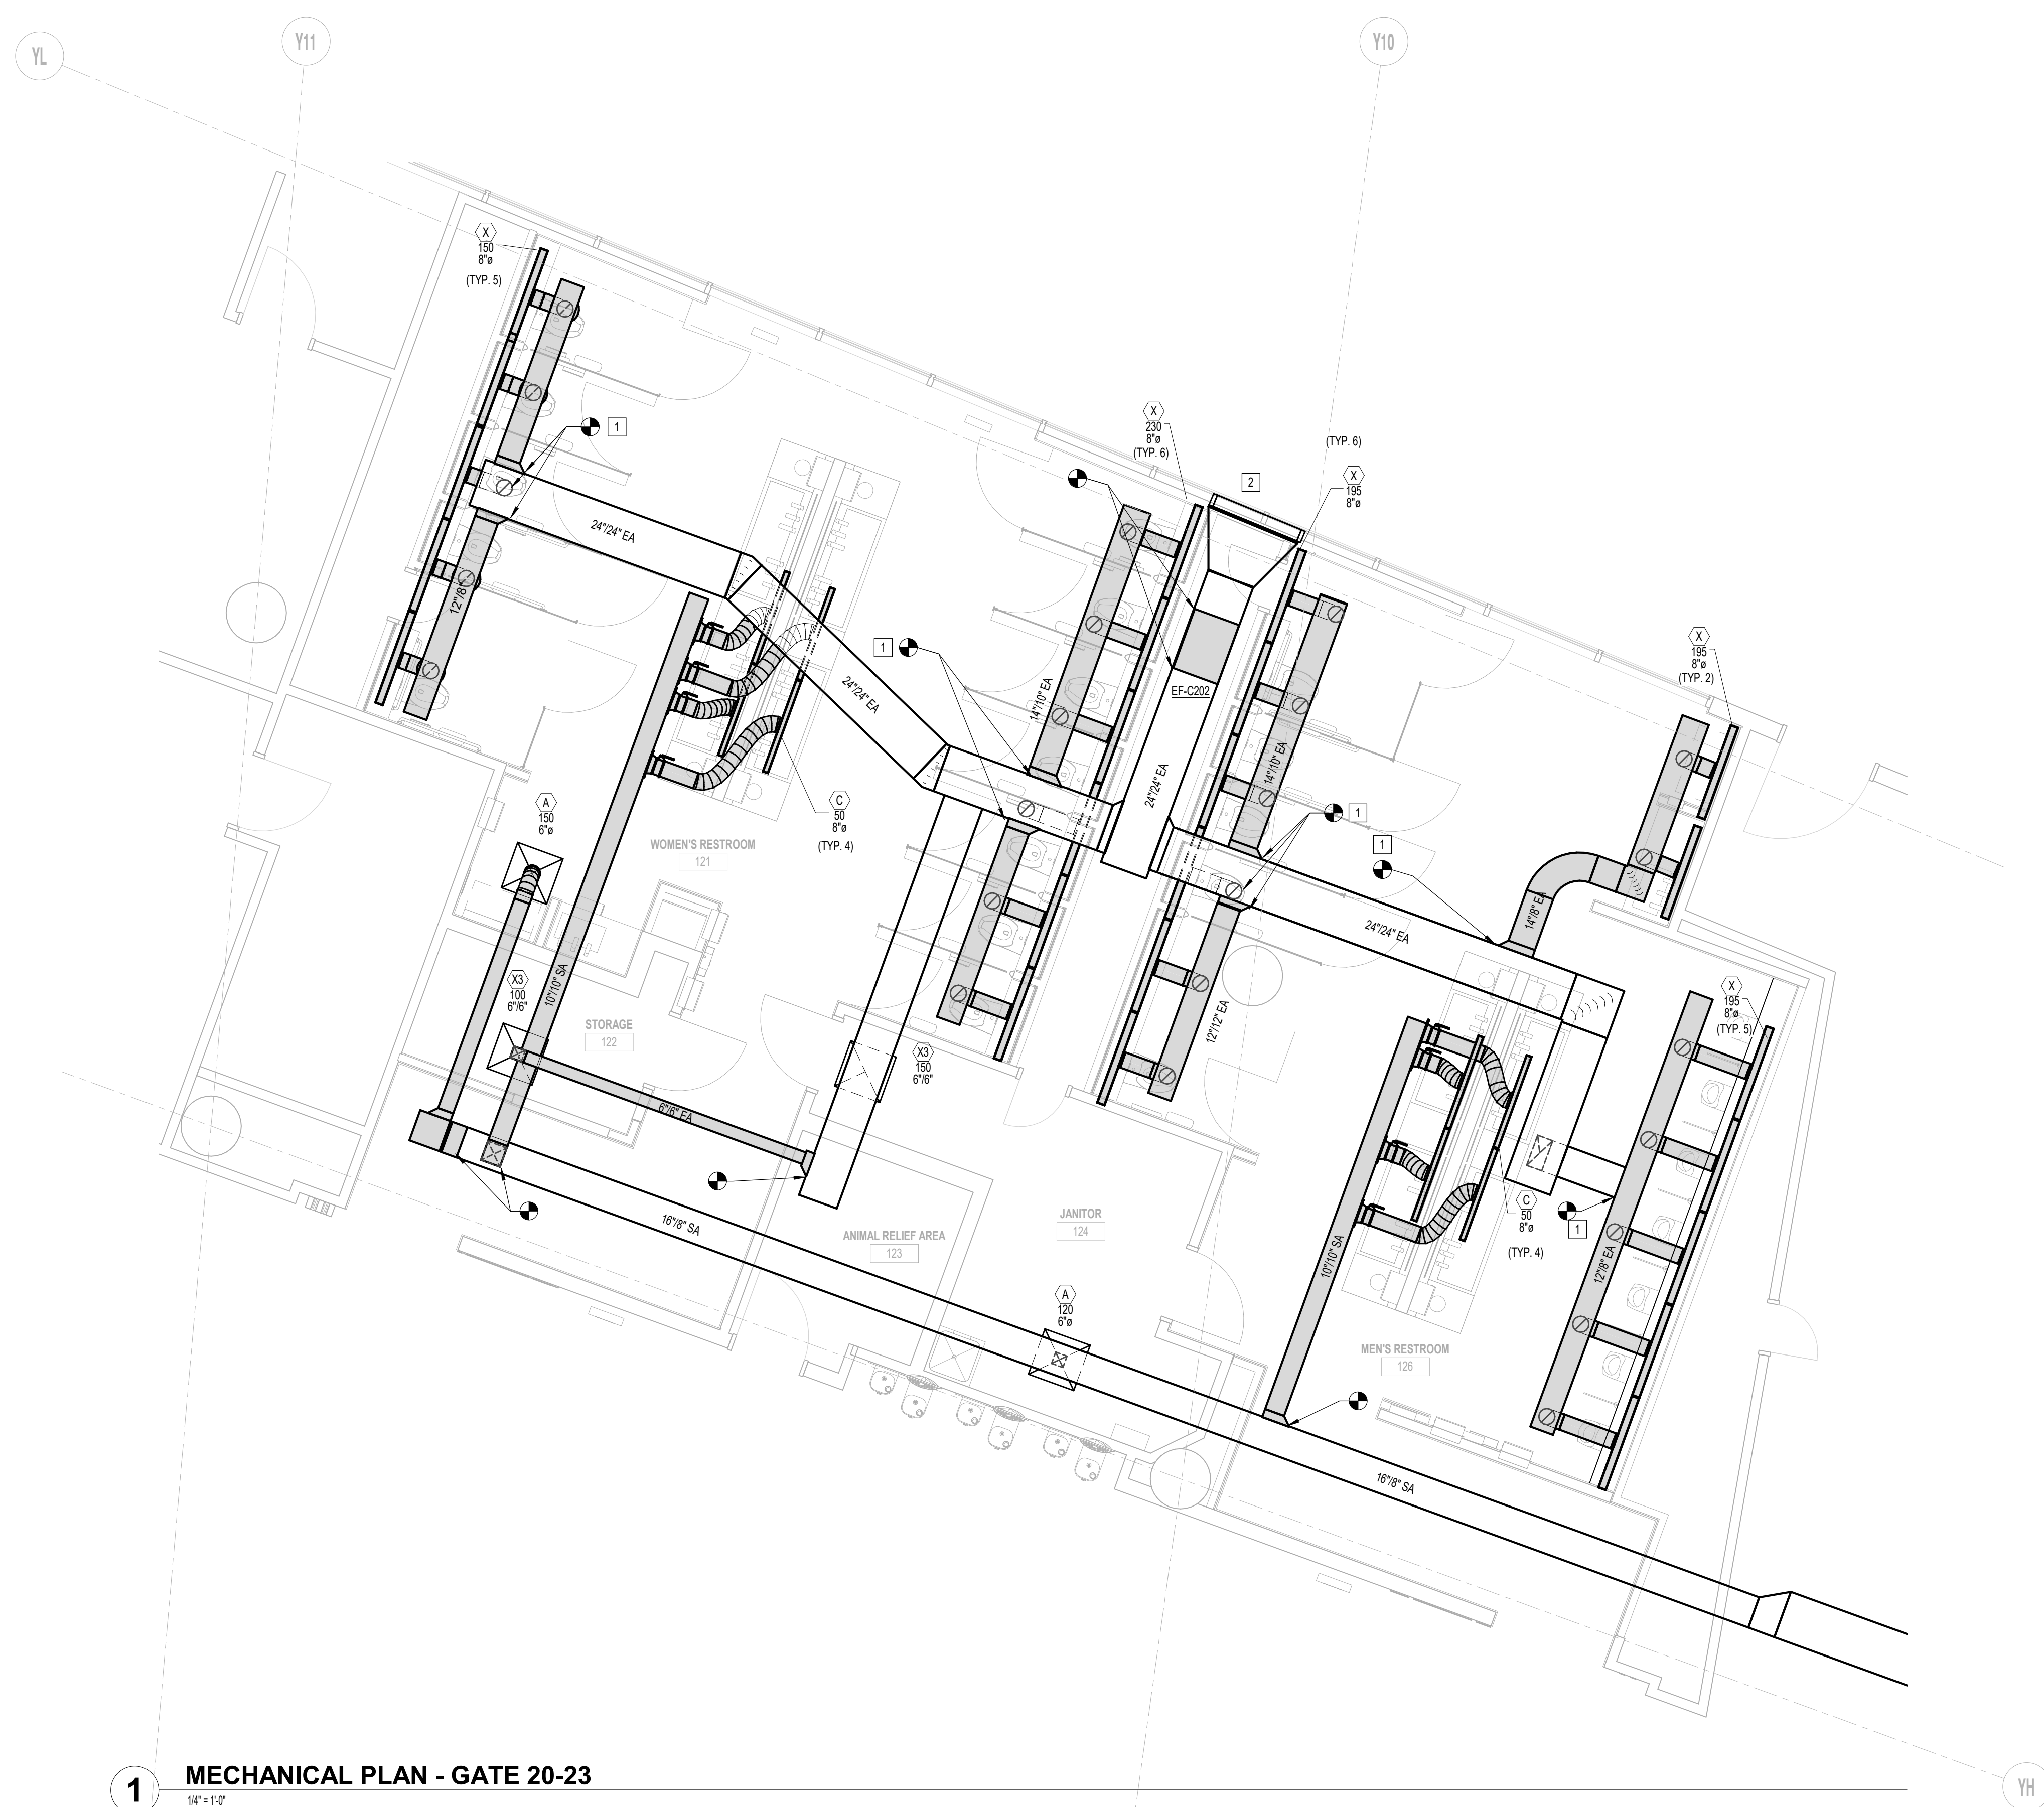 YL
Y11
Y10
X
150
8"ø
(TYP. 5)
1
24"/24" EA
12"/8"
X
230
8"ø
(TYP. 6)
2
(TYP. 6)
X
195
8"ø
EF-C202
1
24"/24" EA
14"/10" EA
24"/24" EA
14"/10" EA
X
195
8"ø
(TYP. 2)
A
150
6"ø
C
50
8"ø
(TYP. 4)
WOMEN'S RESTROOM
121
1
1
14"/8" EA
24"/24" EA
X3
100
6"/6"
10"/10" SA
STORAGE
122
X3
150
6"/6"
12"/12" EA
X
195
8"ø
(TYP. 5)
6"/6" EA
16"/8" SA
ANIMAL RELIEF AREA
123
JANITOR
124
C
50
8"ø
(TYP. 4)
1
10"/10" SA
12"/8" EA
A
120
6"ø
MEN'S RESTROOM
126
16"/8" SA
1
MECHANICAL PLAN - GATE 20-23
1/4" = 1'-0"
YH